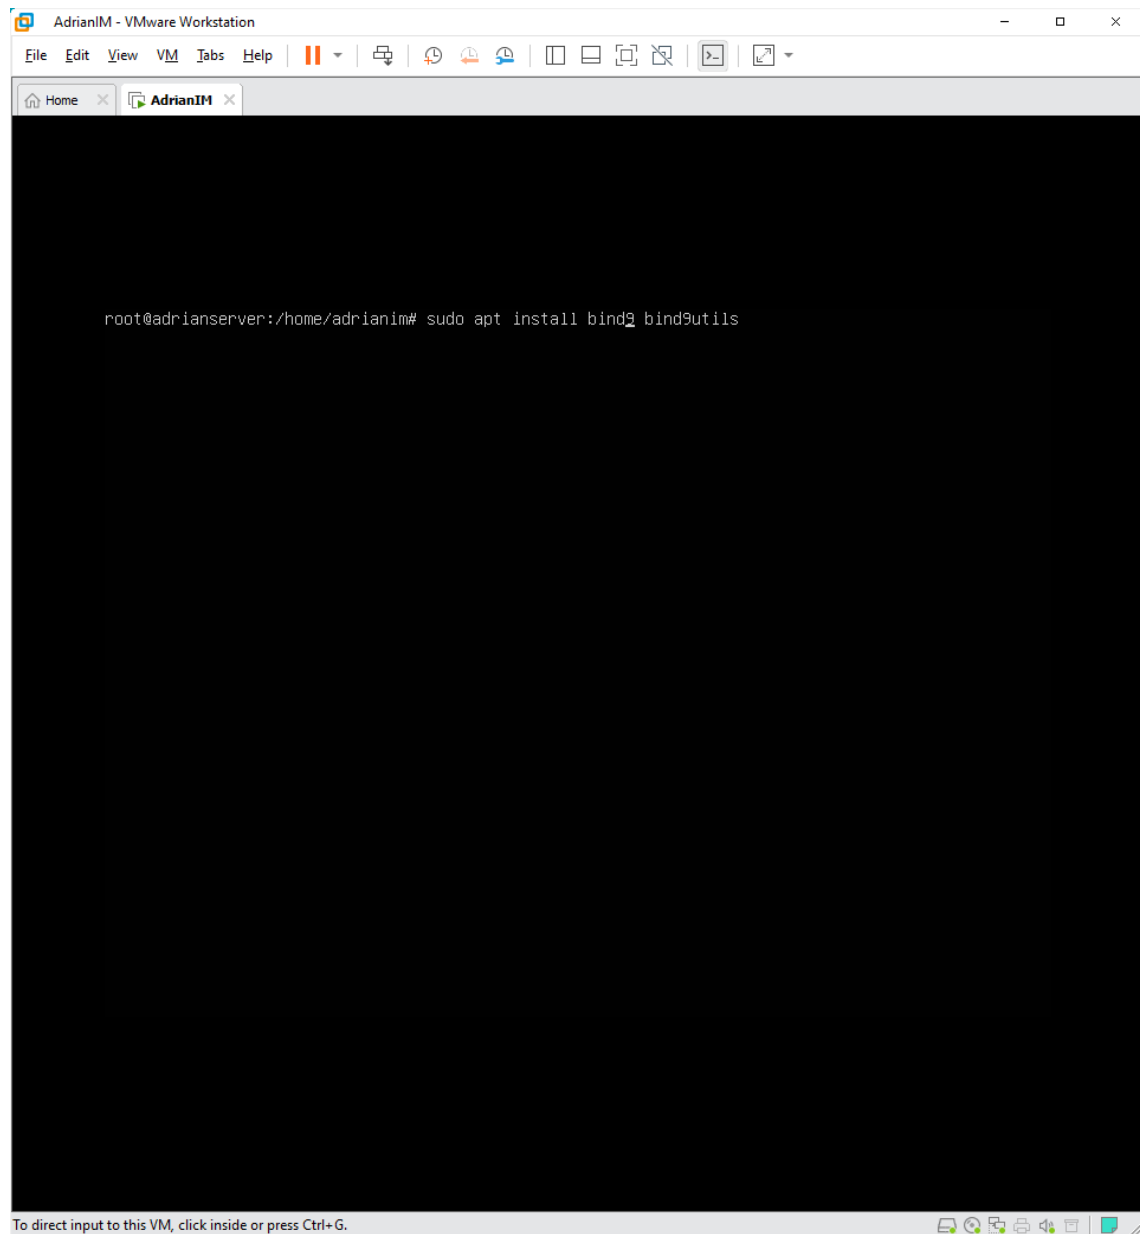 AdrianIM - VMware Workstation
File Edit View VM Tabs Help
Home AdrianIM
root@adrianserver:/home/adrianim# sudo apt install bind9 bind9utils
To direct input to this VM, click inside or press Ctrl+G.